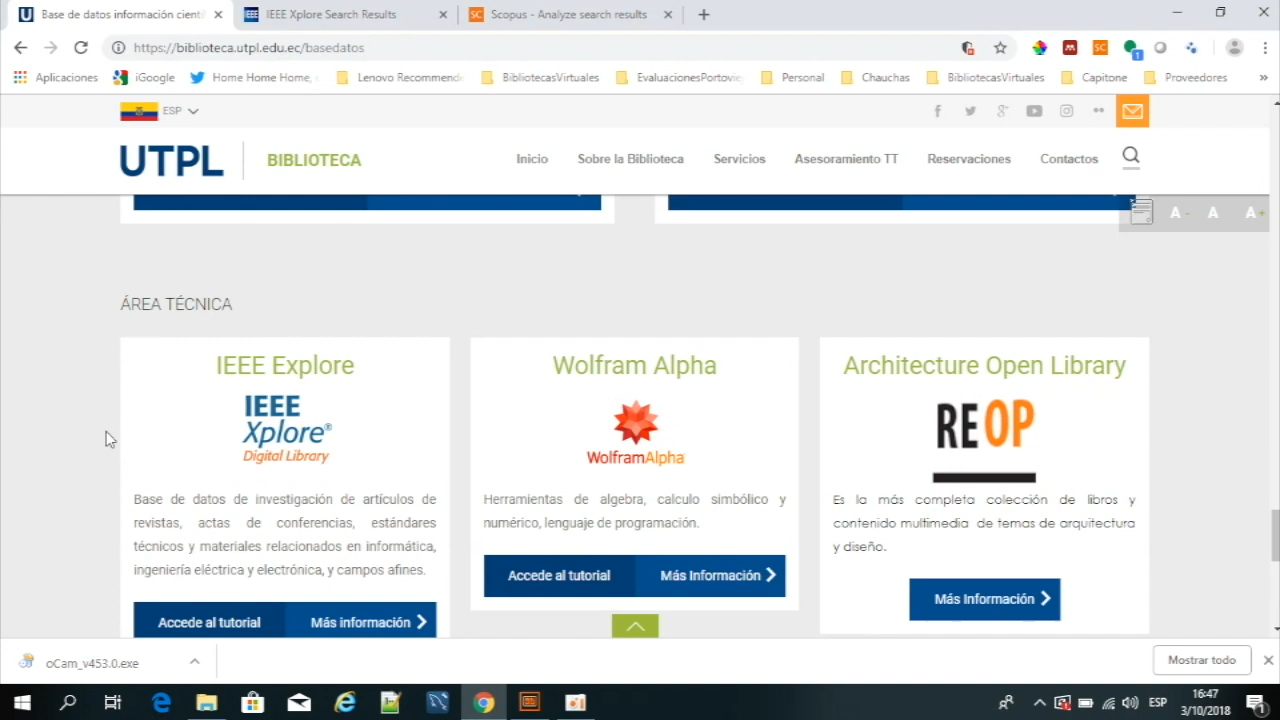 Base de datos información cientí
IEEE Xplore Search Results
SC Scopus - Analyze search results
https://biblioteca.utpl.edu.ec/basedatos
SC
1
Aplicaciones
iGoogle
Home Home Home,
Lenovo Recommende
BibliotecasVirtuales
EvaluacionesPortovie
Personal
Chauchas
BibliotecasVirtuales
Capitone
Proveedores
»
ESP
UTPL
BIBLIOTECA
Inicio
Sobre la Biblioteca
Servicios
Asesoramiento TT
Reservaciones
Contactos
A-
A
A+
ÁREA TÉCNICA
IEEE Explore
IEEE
Xplore®
Digital Library
Base de datos de investigación de artículos de
revistas, actas de conferencias, estándares
técnicos y materiales relacionados en informática,
ingeniería eléctrica y electrónica, y campos afines.
Accede al tutorial
Más información
Wolfram Alpha
WolframAlpha
Herramientas de algebra, calculo simbólico y
numérico, lenguaje de programación.
Accede al tutorial
Más Información
Architecture Open Library
REOP
Es la más completa colección de libros y
contenido multimedia de temas de arquitectura
y diseño.
Más Información
oCam_v453.0.exe
Mostrar todo
ESP
16:47
3/10/2018
1